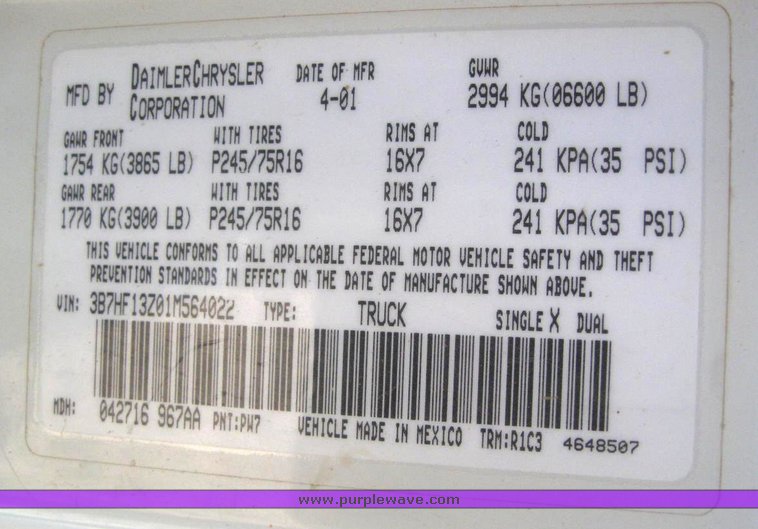 MFD BY DAIMLERCHRYSLER CORPORATION DATE OF MFR 4-01 GVWR 2994 KG(06600 LB)
GAWR FRONT WITH TIRES RIMS AT COLD
1754 KG(3865 LB) P245/75R16 16X7 241 KPA(35 PSI)
GAWR REAR WITH TIRES RIMS AT COLD
1770 KG(3900 LB) P245/75R16 16X7 241 KPA(35 PSI)
THIS VEHICLE CONFORMS TO ALL APPLICABLE FEDERAL MOTOR VEHICLE SAFETY AND THEFT
PREVENTION STANDARDS IN EFFECT ON THE DATE OF MANUFACTURE SHOWN ABOVE.
VIN: 3B7HF13Z01M564022 TYPE: TRUCK SINGLE X DUAL
MDH: 042716 967AA PNT:PW7 VEHICLE MADE IN MEXICO TRM:R1C3 4648507
www.purplewave.com